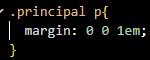 .principal p{
margin: 0 0 1em;
}